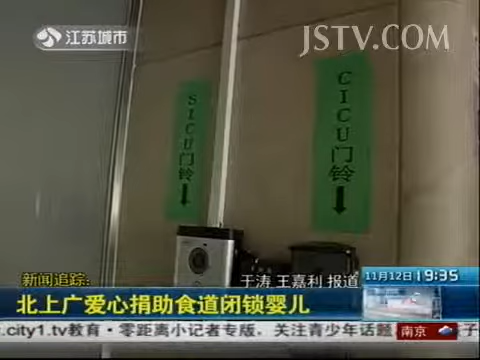 江苏城市
JSTV.COM
SICU门铃
CICU门铃
新闻追踪:
于涛 王嘉利 报道
11月12日 19:35
北上广爱心捐助食道闭锁婴儿
.city1.tv教育·零距离小记者专版,关注青少年话题
南京